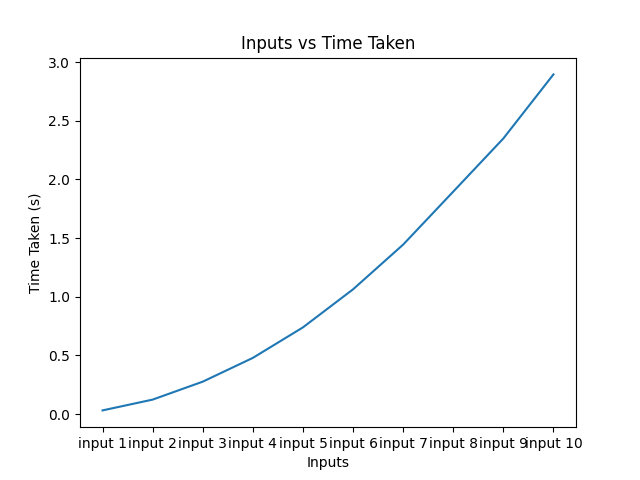 Inputs vs Time Taken
3.0
2.5
2.0
1.5
1.0
0.5
0.0
Time Taken (s)
input 1 input 2 input 3 input 4 input 5 input 6 input 7 input 8 input 9 input 10
Inputs